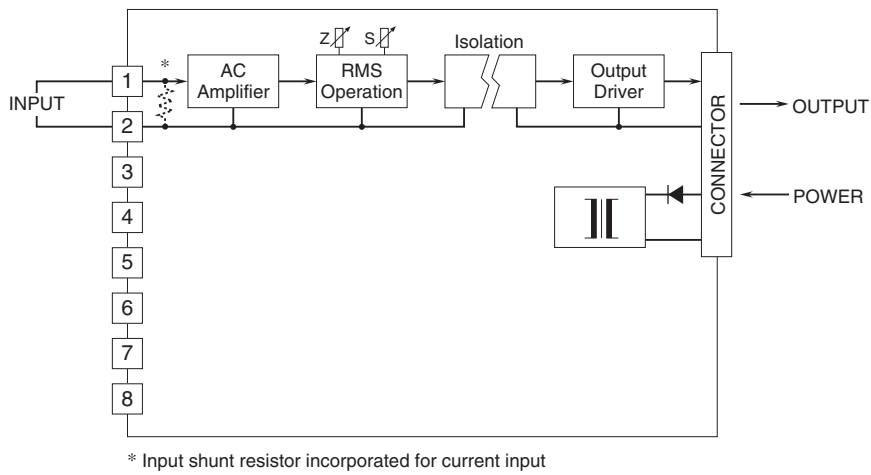 Z
S
Isolation
*
1
AC
Amplifier
RMS
Operation
Output
Driver
INPUT
2
CONNECTOR
OUTPUT
3
POWER
4
5
6
7
8
* Input shunt resistor incorporated for current input